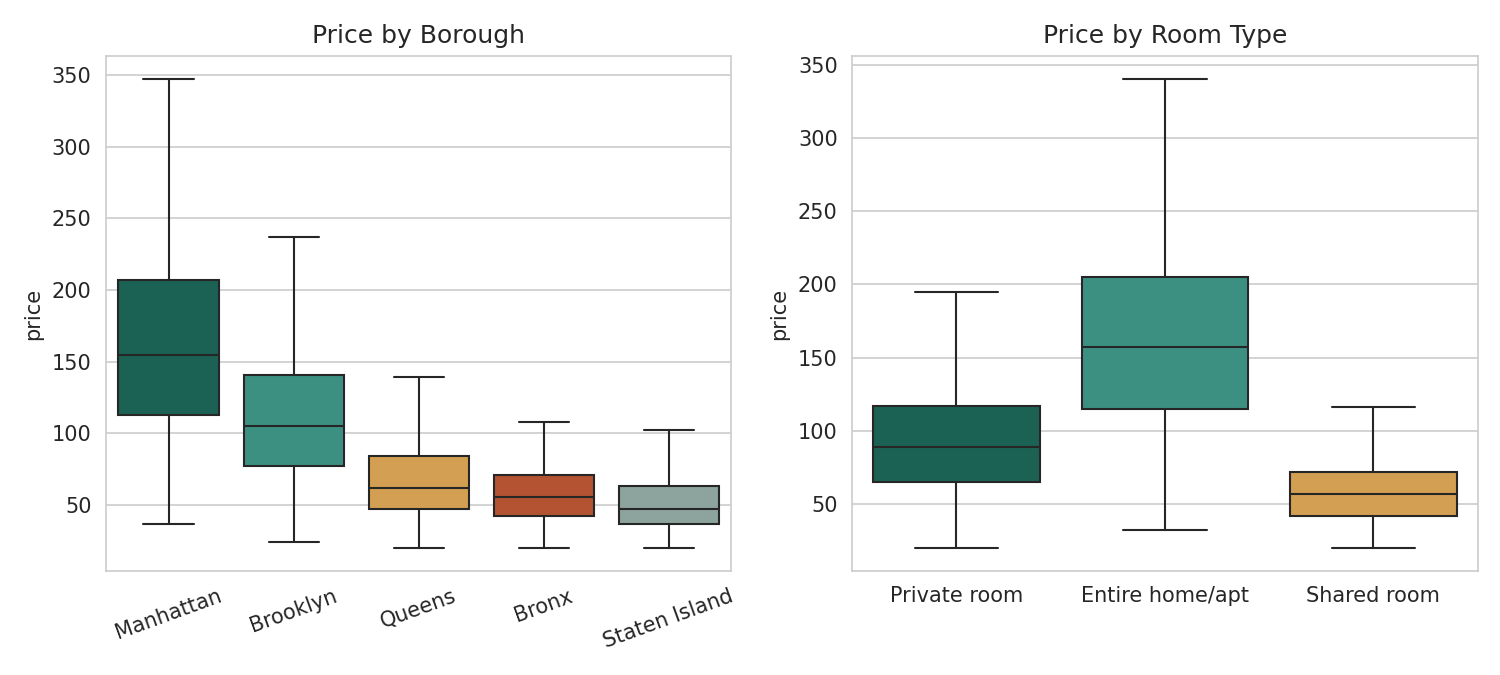 Price by Borough
price
350
300
250
200
150
100
50
Manhattan
Brooklyn
Queens
Bronx
Staten Island
Price by Room Type
price
350
300
250
200
150
100
50
Private room
Entire home/apt
Shared room